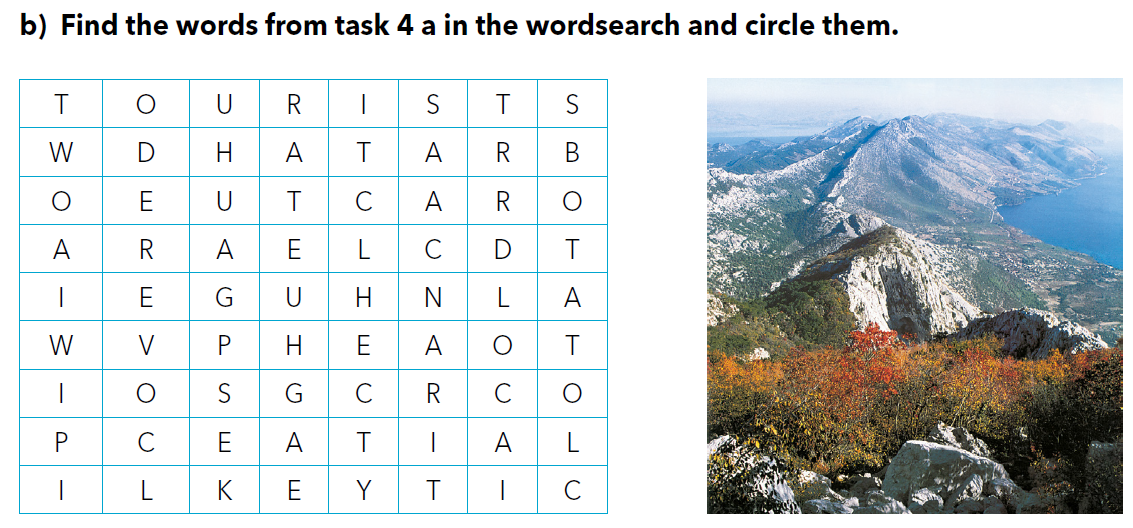 b) Find the words from task 4 a in the wordsearch and circle them.
T O U R I S T S
W D H A T A R B
O E U T C A R O
A R A E L C D T
I E G U H N L A
W V P H E A O T
I O S G C R C O
P C E A T I A L
I L K E Y T I C